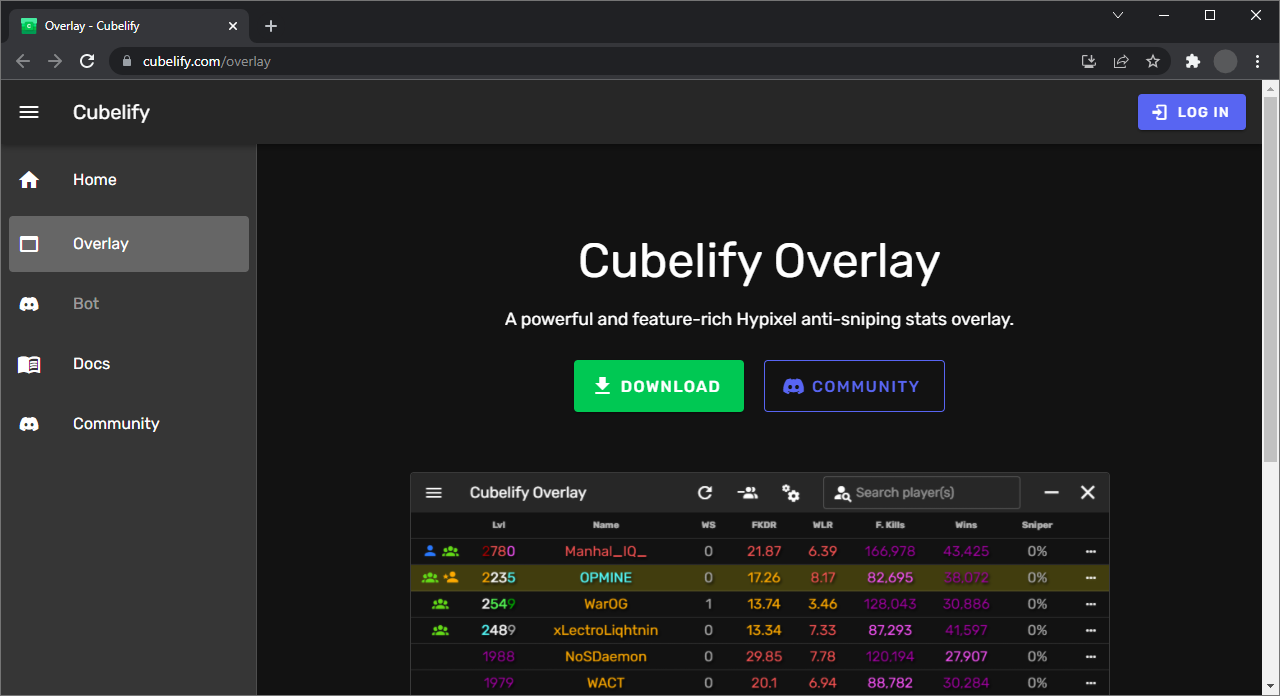 Overlay - Cubelify
cubelify.com/overlay
Cubelify
LOG IN
Home
Overlay
Bot
Docs
Community
Cubelify Overlay
A powerful and feature-rich Hypixel anti-sniping stats overlay.
DOWNLOAD COMMUNITY
Cubelify Overlay Search player(s)
Lvl Name WS FKDR WLR F. Kills Wins Sniper
2780 Manhal_IQ_ 0 21.87 6.39 166,978 43,425 0%
2235 OPMINE 0 17.26 8.17 82,695 38,072 0%
2549 WarOG 1 13.74 3.46 128,043 30,886 0%
2489 xLectroLiqhtnin 0 13.34 7.33 87,293 41,597 0%
1988 NoSDaemon 0 29.85 7.78 120,194 27,907 0%
1979 WACT 0 20.1 6.94 88,782 30,284 0%